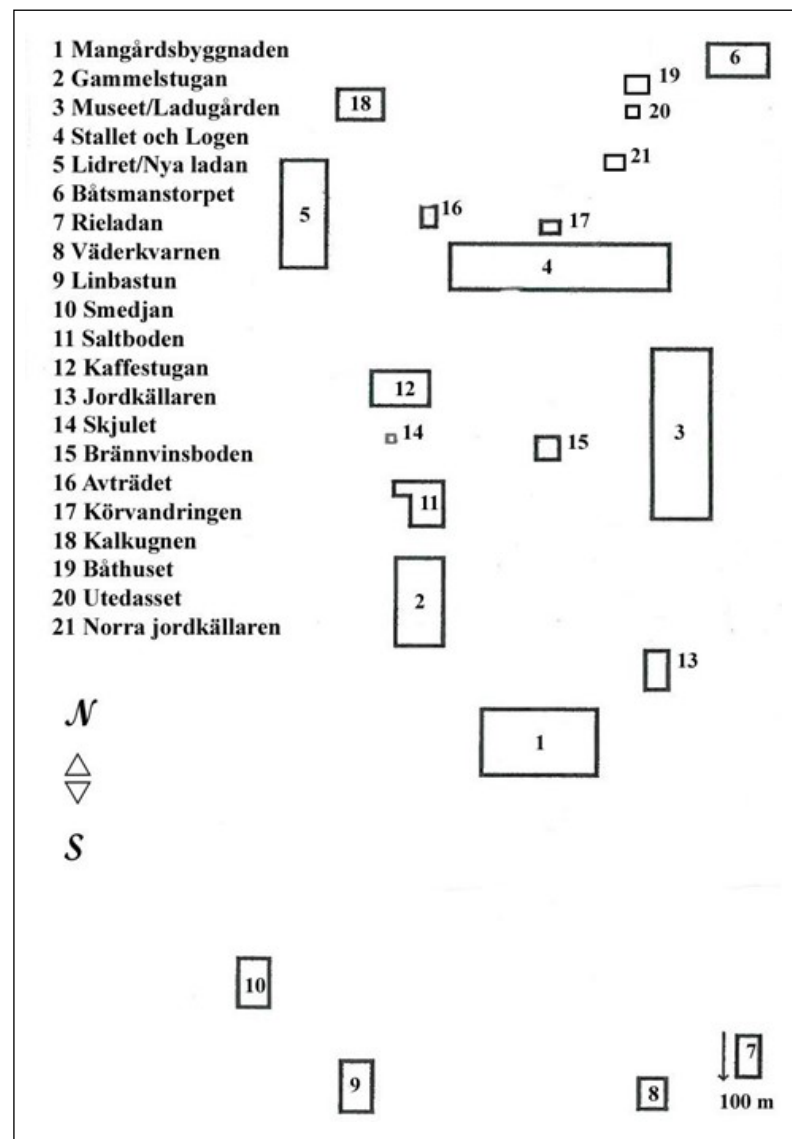 1 Mangårdsbyggnaden
2 Gammelstugan
3 Museet/Ladugården
4 Stallet och Logen
5 Lidret/Nya ladan
6 Båtsmanstorpet
7 Rieladan
8 Väderkvarnen
9 Linbastun
10 Smedjan
11 Saltboden
12 Kaffestugan
13 Jordkällaren
14 Skjulet
15 Brännvinsboden
16 Avträdet
17 Körvandringen
18 Kalkugnen
19 Båthuset
20 Utedasset
21 Norra jordkällaren
N
S
6
19
18
20
21
5
16
17
4
12
3
14
15
11
2
13
1
10
7
9
8
100 m